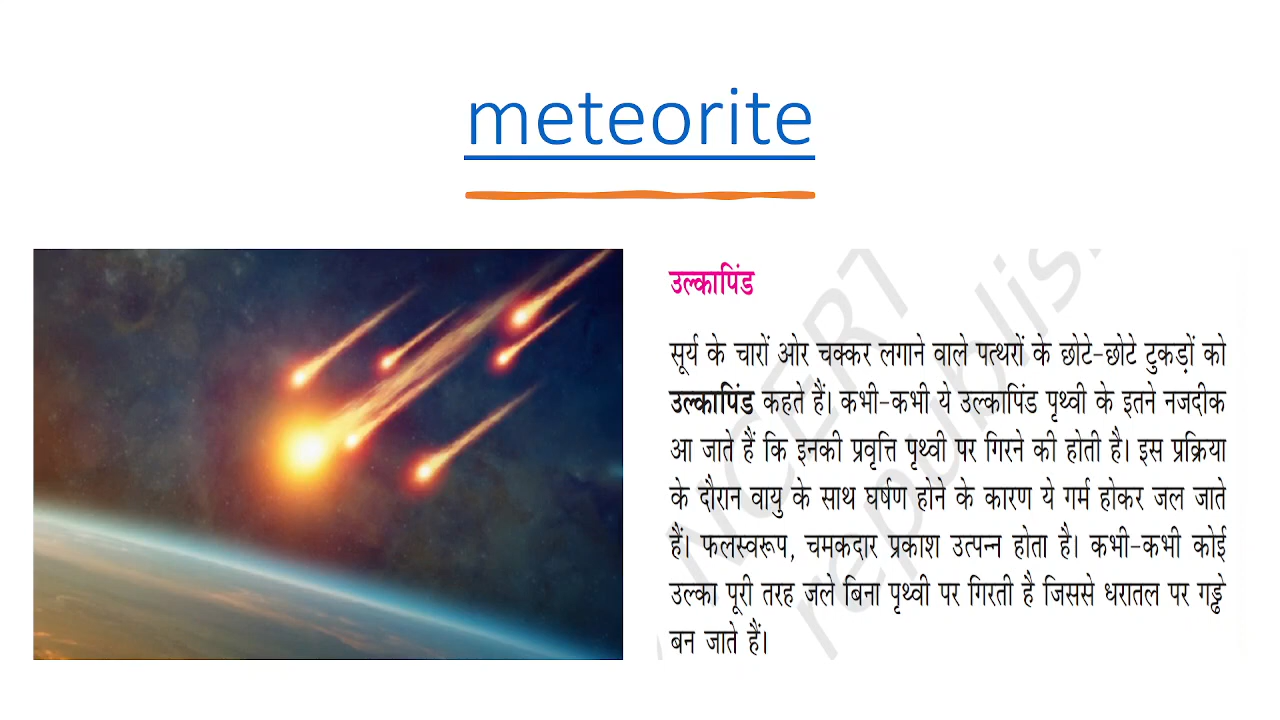 meteorite
उल्कापिंड
सूर्य के चारों ओर चक्कर लगाने वाले पत्थरों के छोटे-छोटे टुकड़ों को
उल्कापिंड कहते हैं। कभी-कभी ये उल्कापिंड पृथ्वी के इतने नजदीक
आ जाते हैं कि इनकी प्रवृत्ति पृथ्वी पर गिरने की होती है। इस प्रक्रिया
के दौरान वायु के साथ घर्षण होने के कारण ये गर्म होकर जल जाते
हैं। फलस्वरूप, चमकदार प्रकाश उत्पन्न होता है। कभी-कभी कोई
उल्का पूरी तरह जले बिना पृथ्वी पर गिरती है जिससे धरातल पर गड्ढे
बन जाते हैं।
NCERT
republis